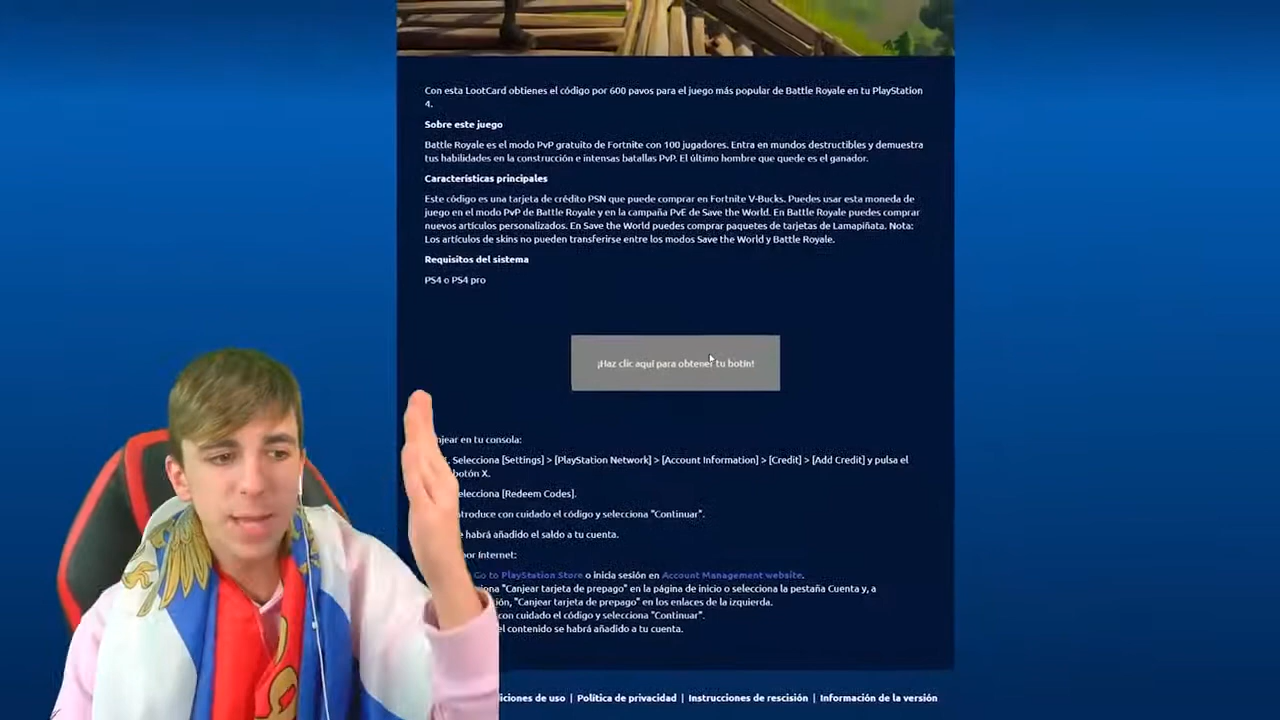 Con esta LootCard obtienes el código por 600 pavos para el juego más popular de Battle Royale en tu PlayStation
4.
Sobre este juego
Battle Royale es el modo PvP gratuito de Fortnite con 100 jugadores. Entra en mundos destructibles y demuestra
tus habilidades en la construcción e intensas batallas PvP. El último hombre que quede es el ganador.
Características principales
Este código es una tarjeta de crédito PSN que puede comprar en Fortnite V-Bucks. Puedes usar esta moneda de
juego en el modo PvP de Battle Royale y en la campaña PvE de Save the World. En Battle Royale puedes comprar
nuevos artículos personalizados. En Save the World puedes comprar paquetes de tarjetas de Lamapiñata. Nota:
Los artículos de skins no pueden transferirse entre los modos Save the World y Battle Royale.
Requisitos del sistema
PS4 o PS4 pro
¡Haz clic aquí para obtener tu botín!
en tu consola:
Selecciona [Settings] > [PlayStation Network] > [Account Information] > [Credit] > [Add Credit] y pulsa el
botón X.
[Redeem Codes].
con cuidado el código y selecciona "Continuar".
habrá añadido el saldo a tu cuenta.
por Internet:
Go to PlayStation Store o inicia sesión en Account Management website.
"Canjear tarjeta de prepago" en la página de inicio o selecciona la pestaña Cuenta y, a
"Canjear tarjeta de prepago" en los enlaces de la izquierda.
con cuidado el código y selecciona "Continuar".
el contenido se habrá añadido a tu cuenta.
de uso | Política de privacidad | Instrucciones de rescisión | Información de la versión